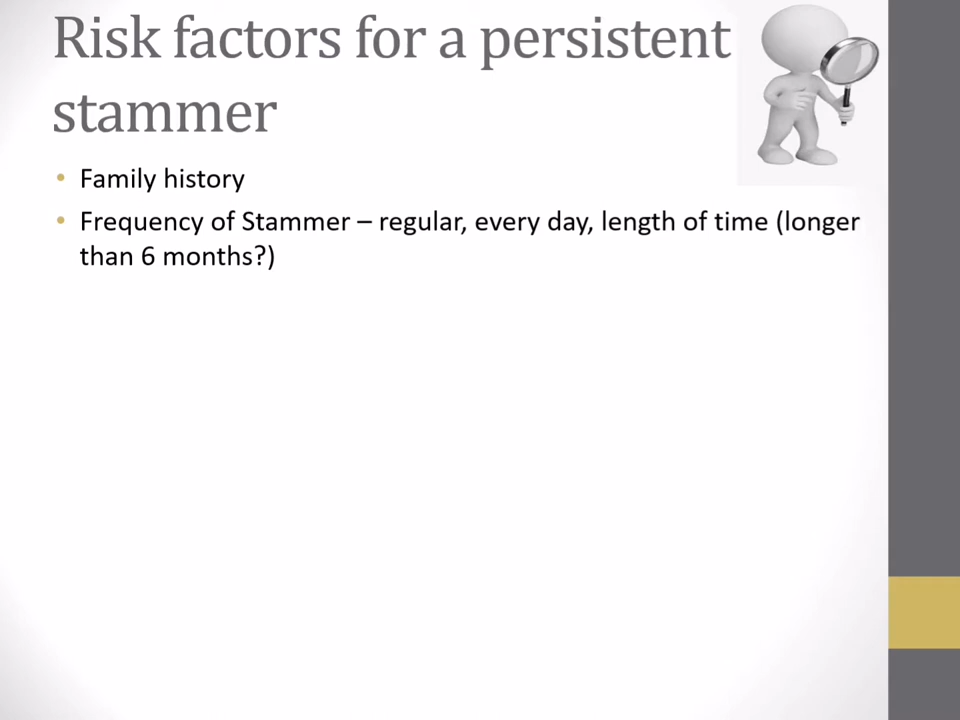 Risk factors for a persistent
stammer
• Family history
• Frequency of Stammer – regular, every day, length of time (longer
than 6 months?)